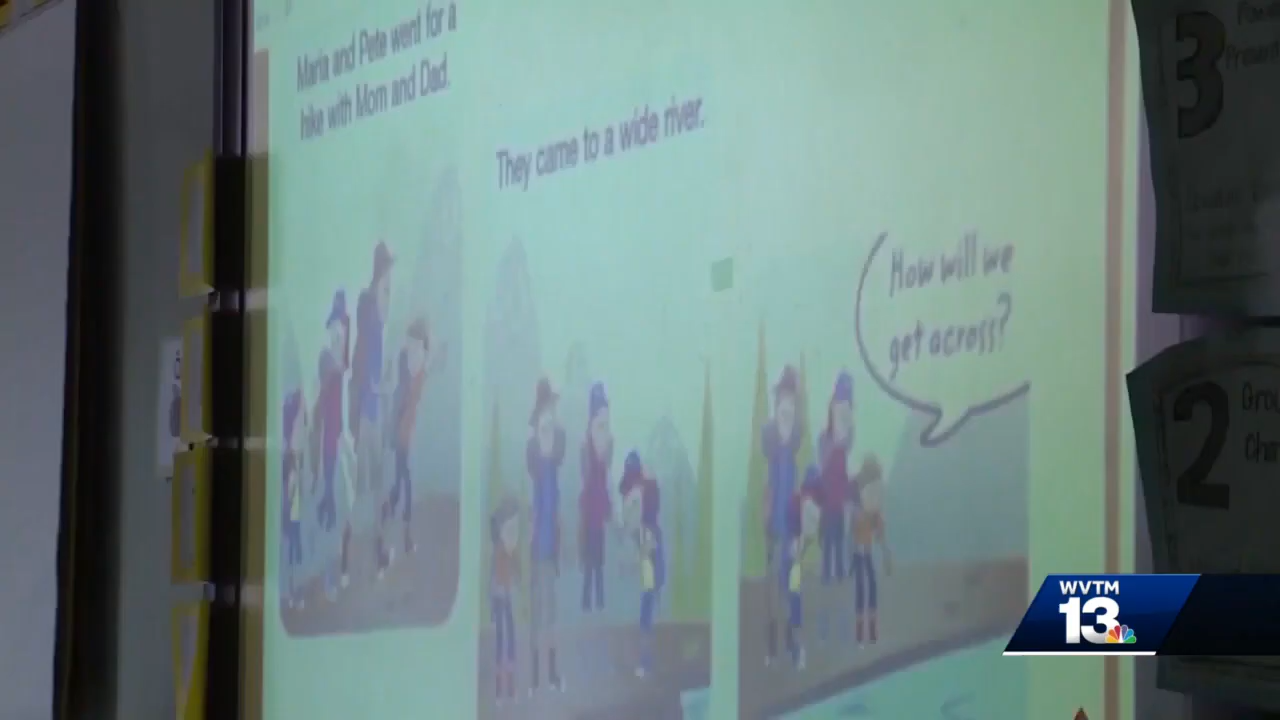 Maria and Pete went for a
hike with Mom and Dad.
They came to a wide river.
How will we
get across?
3
2
WVTM
13